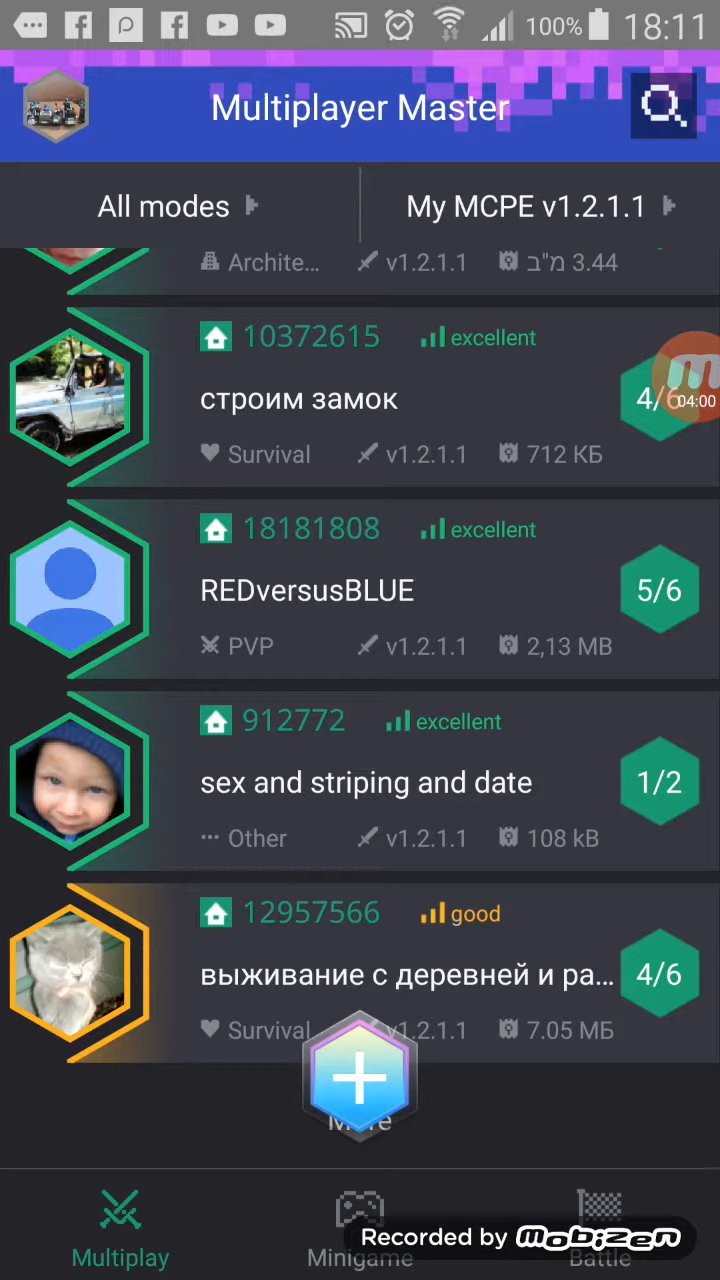 100% 18:11
Multiplayer Master
All modes My MCPE v1.2.1.1
Archite... v1.2.1.1 3.44 מ"ב
10372615 excellent
строим замок 4/6
04:00
Survival v1.2.1.1 712 КБ
18181808 excellent
REDversusBLUE 5/6
PVP v1.2.1.1 2,13 MB
912772 excellent
sex and striping and date 1/2
Other v1.2.1.1 108 kB
12957566 good
выживание с деревней и ра... 4/6
Survival v1.2.1.1 7.05 МБ
More
Recorded by Mobizen
Multiplay Minigame Battle